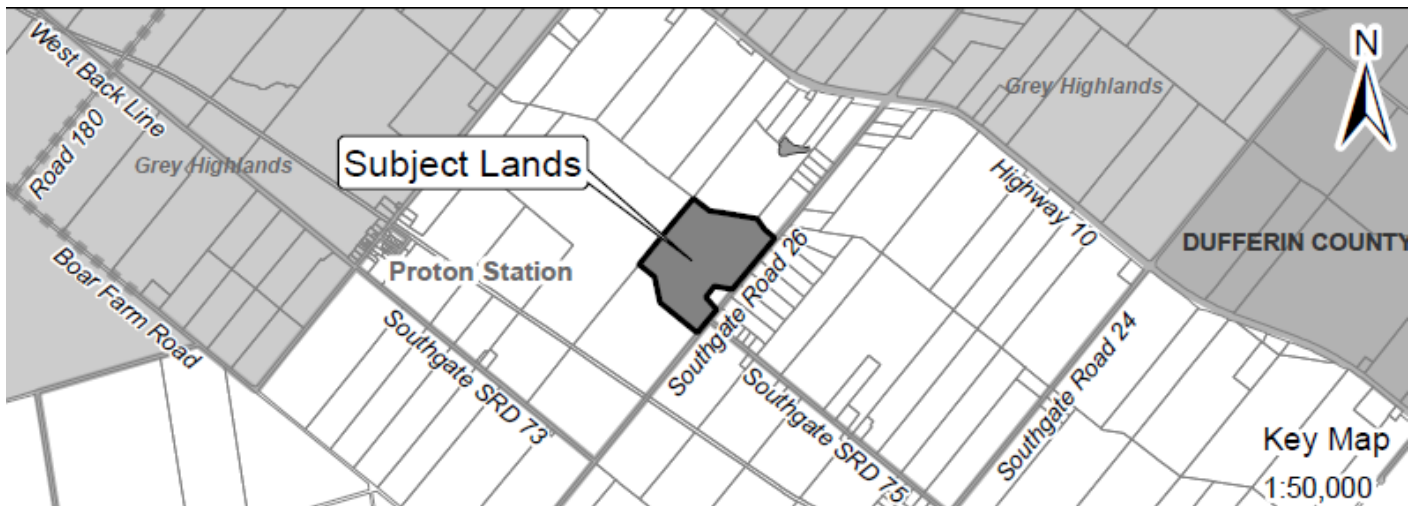 West Back Line
N
Grey Highlands
Road 180
Grey Highlands
Subject Lands
Highway 10
DUFFERIN COUNTY
Southgate Road 26
Proton Station
Boar Farm Road
Southgate SRD 73
Southgate Road 24
Southgate SRD 75
Key Map
1:50,000